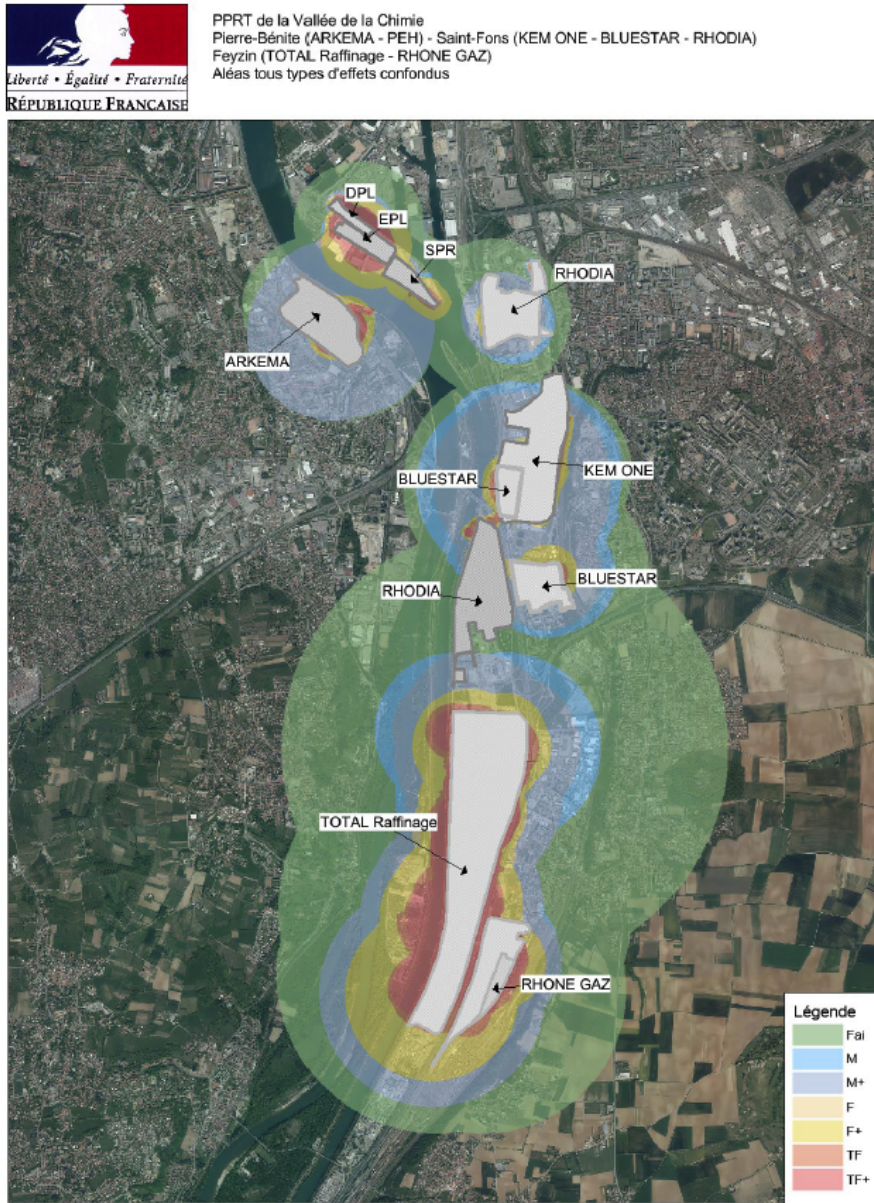 Liberté • Égalité • Fraternité
RÉPUBLIQUE FRANÇAISE
PPRT de la Vallée de la Chimie
Pierre-Bénite (ARKEMA - PEH) - Saint-Fons (KEM ONE - BLUESTAR - RHODIA)
Feyzin (TOTAL Raffinage - RHONE GAZ)
Aléas tous types d'effets confondus
DPL
EPL
SPR
RHODIA
ARKEMA
KEM ONE
BLUESTAR
BLUESTAR
RHODIA
TOTAL Raffinage
RHONE GAZ
Légende
Fai
M
M+
F
F+
TF
TF+